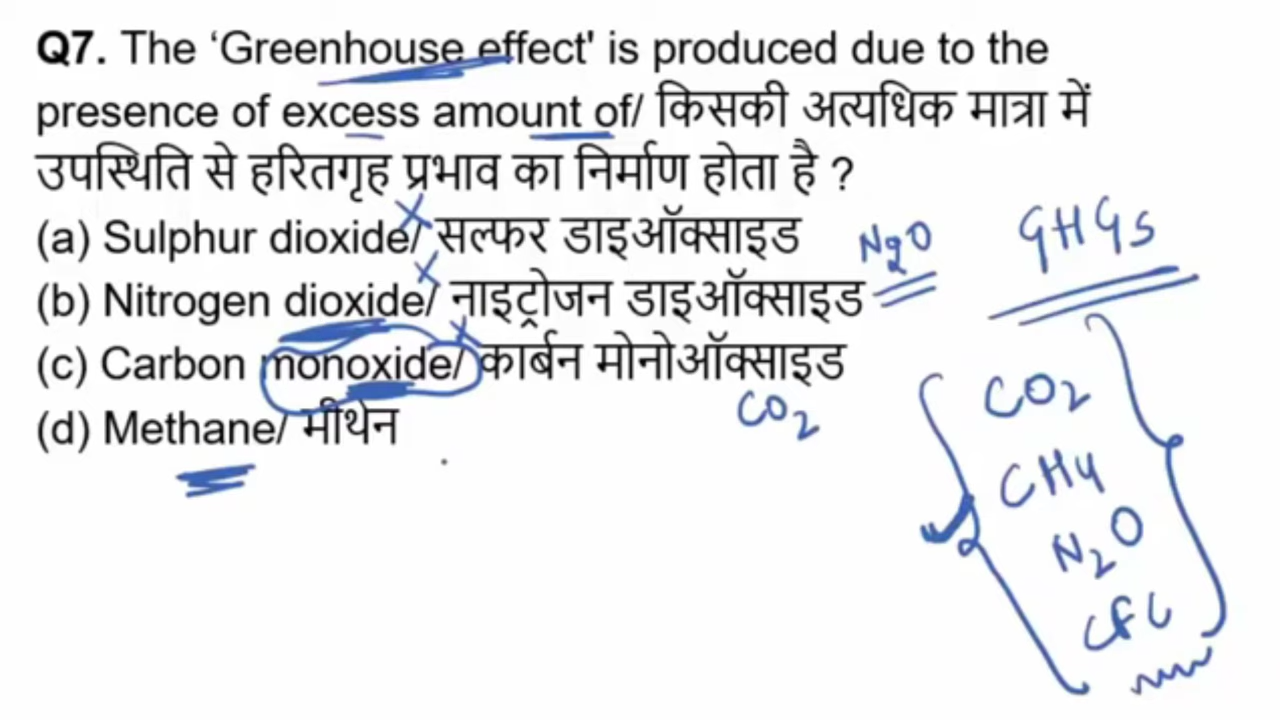 Q7. The ‘Greenhouse effect' is produced due to the
presence of excess amount of/ किसकी अत्यधिक मात्रा में
उपस्थिति से हरितगृह प्रभाव का निर्माण होता है ?
(a) Sulphur dioxide/ सल्फर डाइऑक्साइड
(b) Nitrogen dioxide/ नाइट्रोजन डाइऑक्साइड
(c) Carbon monoxide/ कार्बन मोनोऑक्साइड
(d) Methane/ मीथेन
N2O
GHGs
CO2
CO2
CH4
N2O
CFC